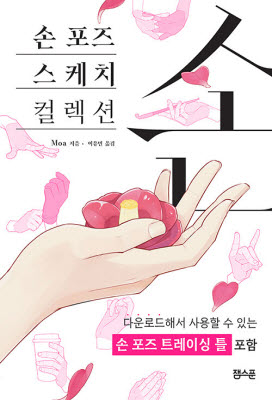 손 포즈
스케치
컬렉션
손
Moa 지음 · 이유민 옮김
다운로드해서 사용할 수 있는
손 포즈 트레이싱 틀 포함
잼스푼